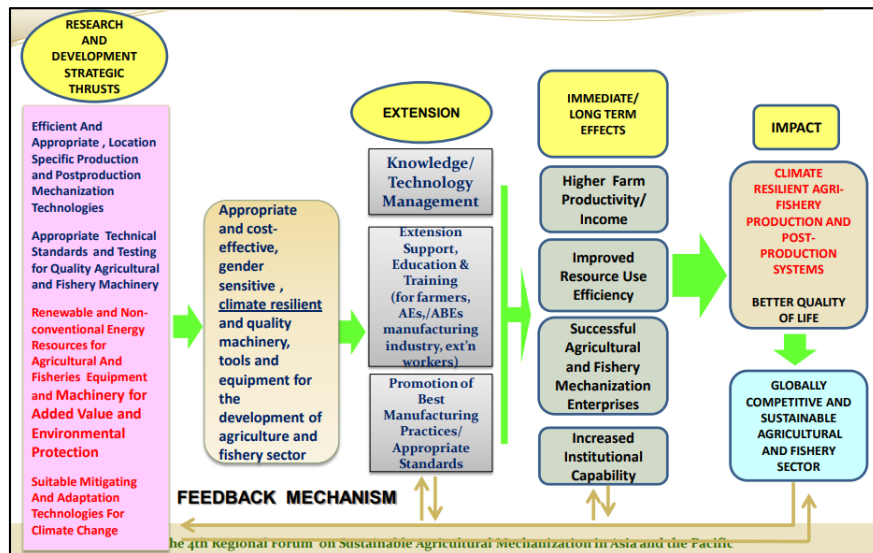 RESEARCH
AND
DEVELOPMENT
STRATEGIC
THRUSTS
Efficient And
Appropriate , Location
Specific Production
and Postproduction
Mechanization
Technologies
Appropriate Technical
Standards and Testing
for Quality Agricultural
and Fishery Machinery
Renewable and Non-
conventional Energy
Resources for
Agricultural And
Fisheries Equipment
and Machinery for
Added Value and
Environmental
Protection
Suitable Mitigating
And Adaptation
Technologies For
Climate Change
Appropriate
and cost-
effective,
gender
sensitive ,
climate resilient
and quality
machinery,
tools and
equipment for
the
development of
agriculture and
fishery sector
EXTENSION
Knowledge/
Technology
Management
Extension
Support,
Education &
Training
(for farmers,
AEs,/ABEs
manufacturing
industry, ext'n
workers)
Promotion of
Best
Manufacturing
Practices/
Appropriate
Standards
IMMEDIATE/
LONG TERM
EFFECTS
Higher Farm
Productivity/
Income
Improved
Resource Use
Efficiency
Successful
Agricultural
and Fishery
Mechanization
Enterprises
Increased
Institutional
Capability
IMPACT
CLIMATE
RESILIENT AGRI-
FISHERY
PRODUCTION AND
POST-
PRODUCTION
SYSTEMS
BETTER QUALITY
OF LIFE
GLOBALLY
COMPETITIVE AND
SUSTAINABLE
AGRICULTURAL
AND FISHERY
SECTOR
FEEDBACK MECHANISM
he 4th Regional Forum on Sustainable Agricultural Mechanization in Asia and the Pacific